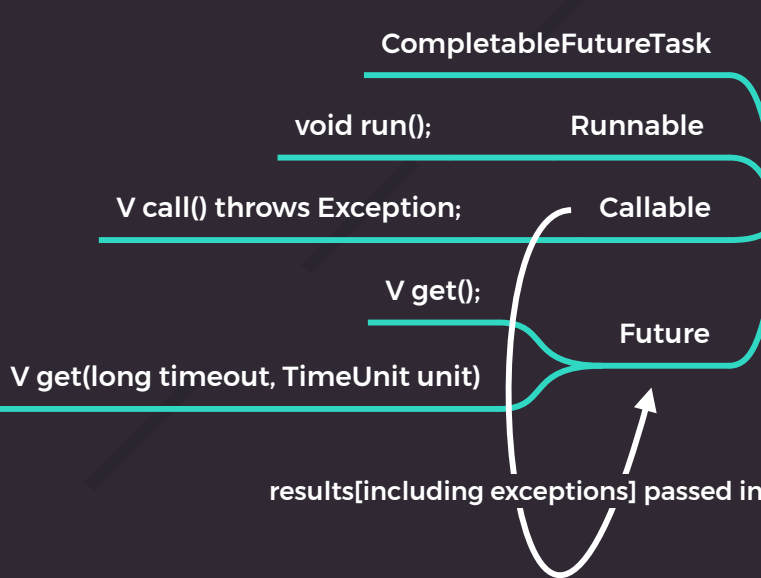 CompletableFutureTask
void run(); Runnable
V call() throws Exception; Callable
V get();
Future
V get(long timeout, TimeUnit unit)
results[including exceptions] passed in